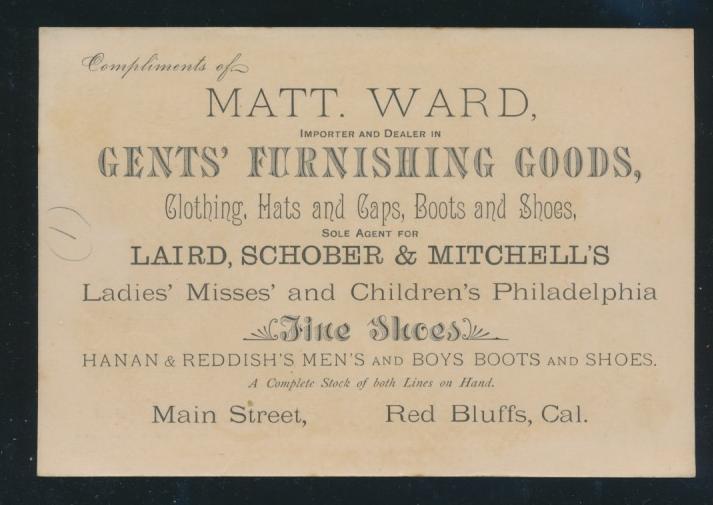 Compliments of
MATT. WARD,
IMPORTER AND DEALER IN
GENTS' FURNISHING GOODS,
Clothing, Hats and Caps, Boots and Shoes,
SOLE AGENT FOR
LAIRD, SCHOBER & MITCHELL'S
Ladies' Misses' and Children's Philadelphia
Fine Shoes
HANAN & REDDISH'S MEN'S AND BOYS BOOTS AND SHOES.
A Complete Stock of both Lines on Hand.
Main Street, Red Bluffs, Cal.
(1)